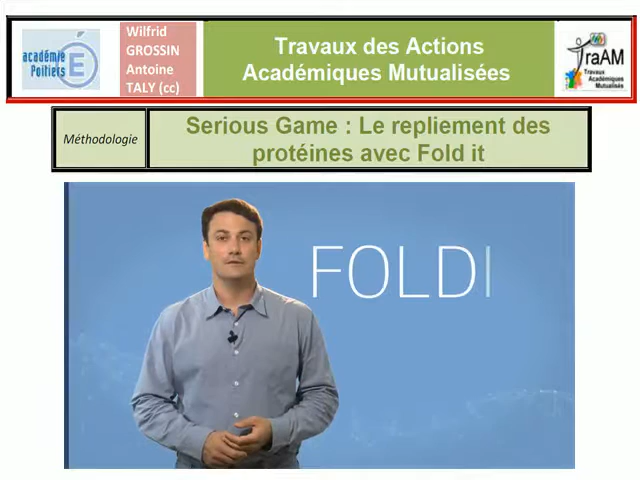 académie
Poitiers
É
Wilfrid
GROSSIN
Antoine
TALY (cc)
Travaux des Actions
Académiques Mutualisées
TraAM
Travaux
Académiques
Mutualisés
Méthodologie
Serious Game : Le repliement des
protéines avec Fold it
FOLDI